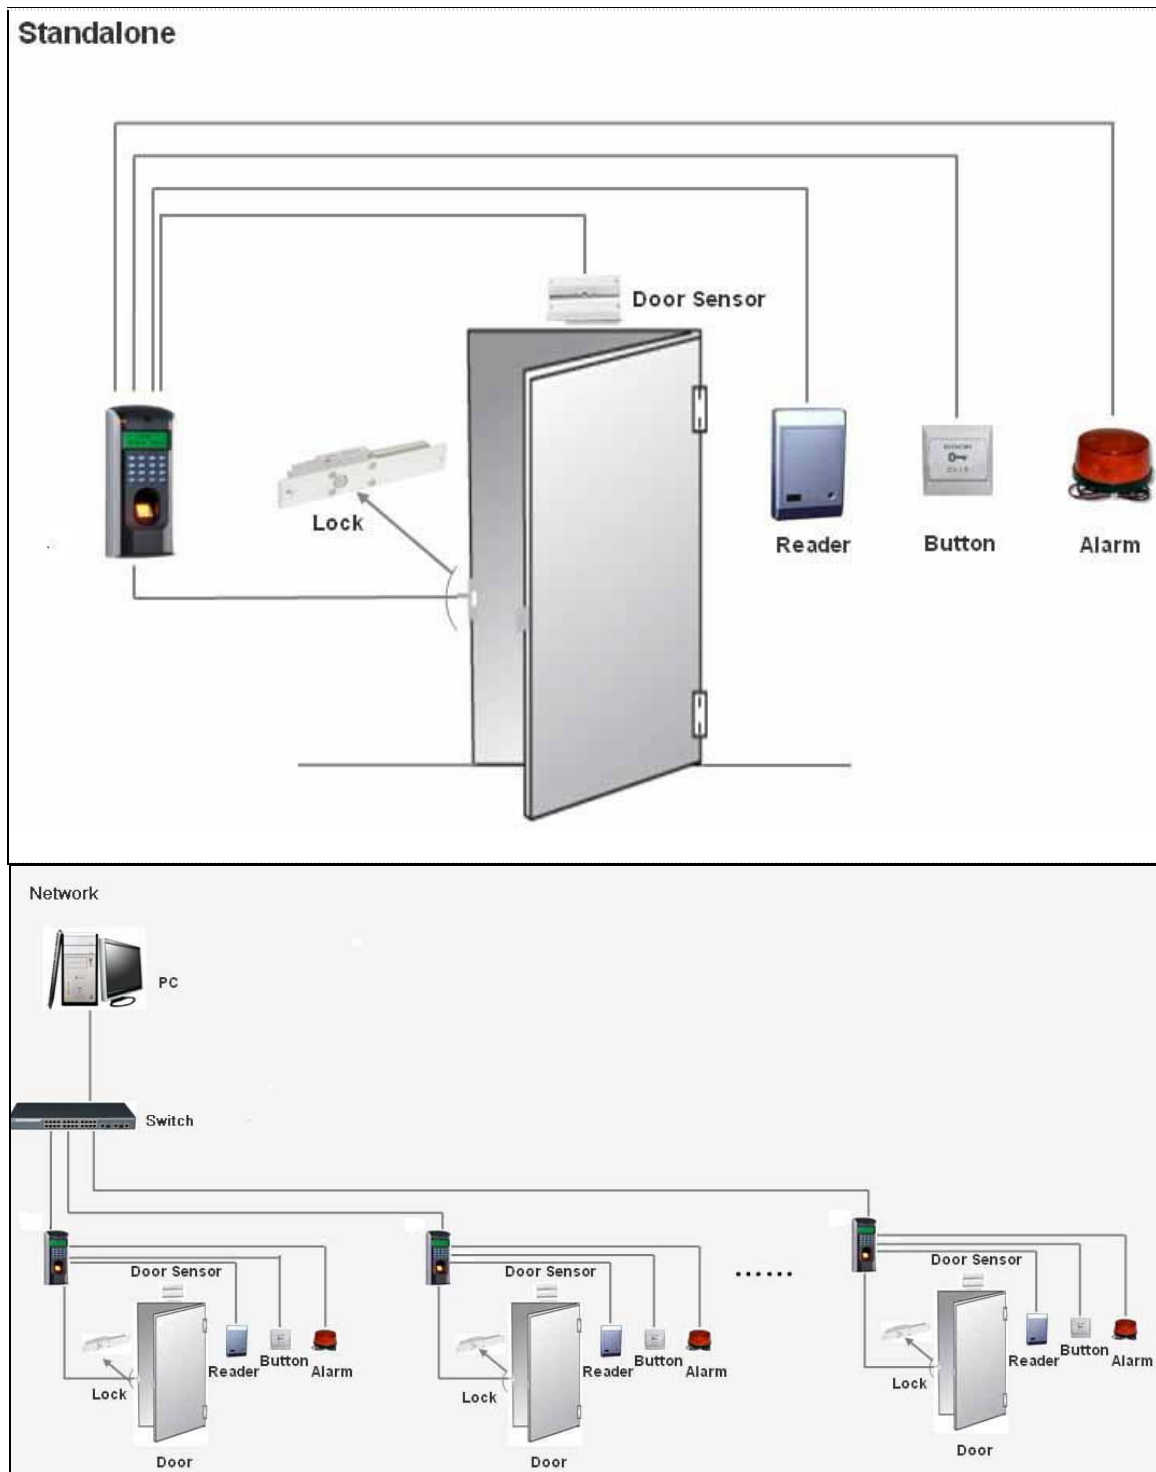 Standalone
Door Sensor
Lock
Reader
Button
Alarm
Network
PC
Switch
Door Sensor
Reader
Button
Alarm
Lock
Door
Door Sensor
Reader
Button
Alarm
Lock
Door
......
Door Sensor
Reader
Button
Alarm
Lock
Door